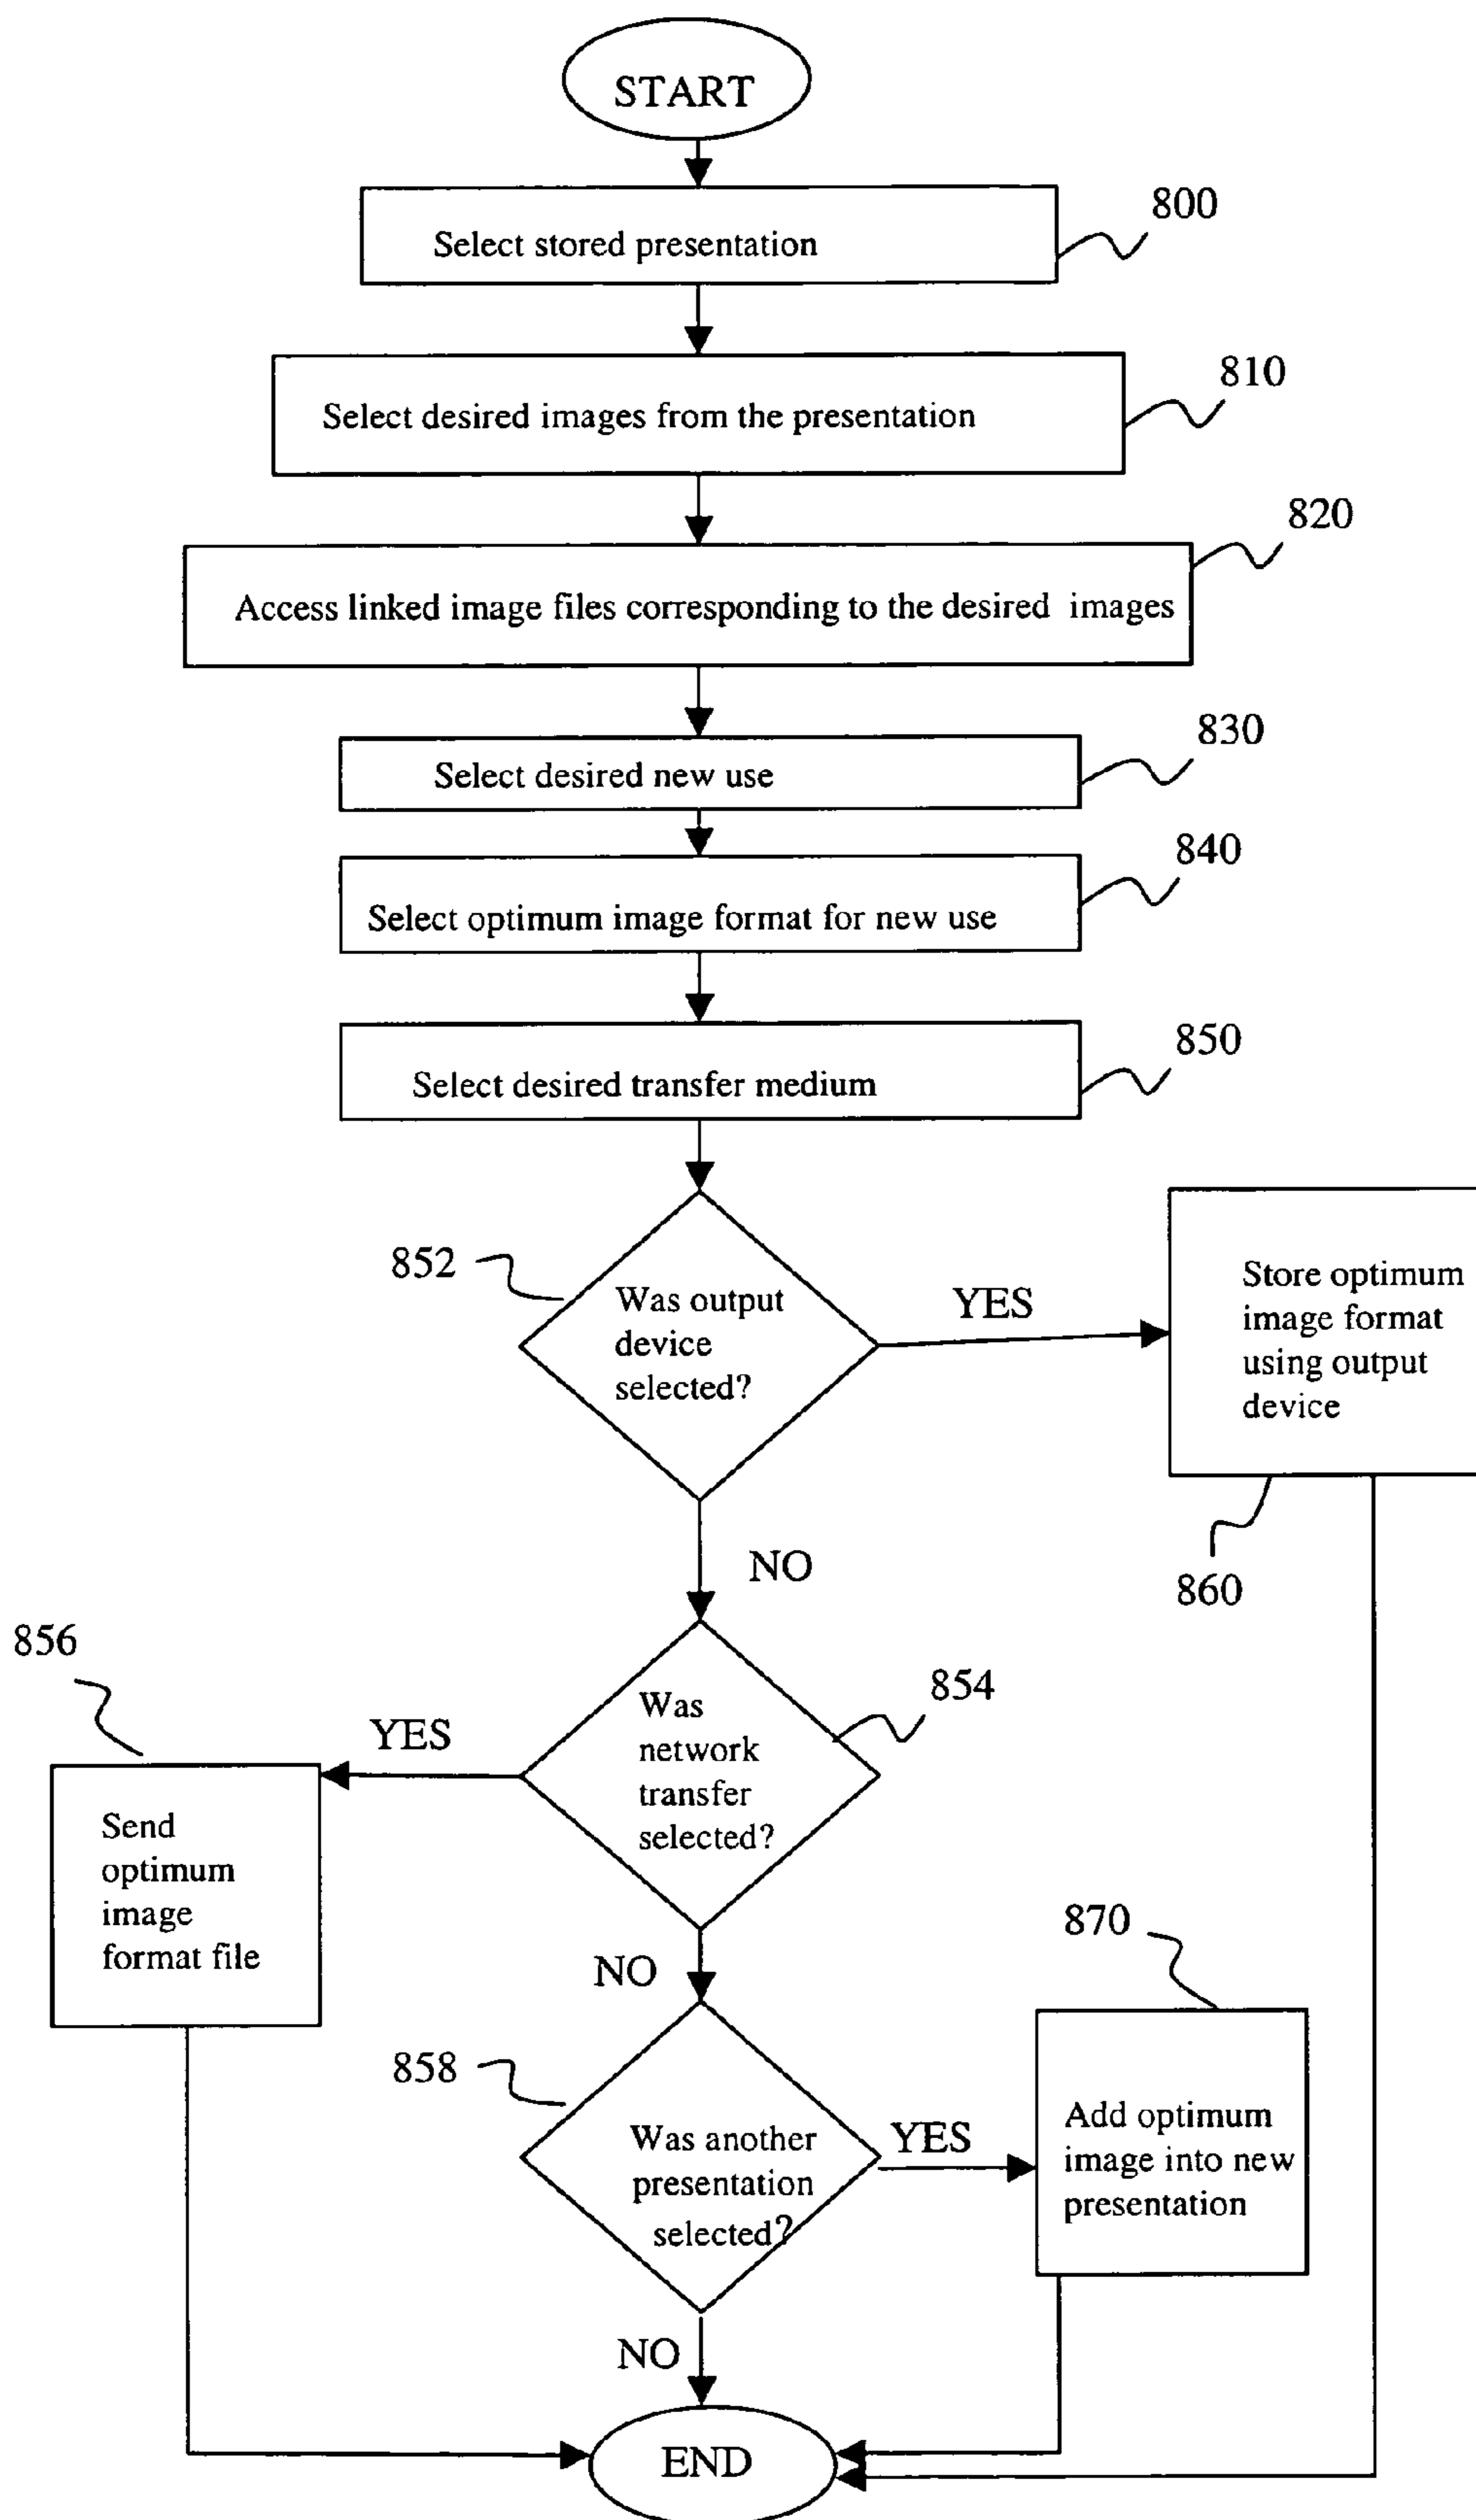 START
800
Select stored presentation
810
Select desired images from the presentation
820
Access linked image files corresponding to the desired images
830
Select desired new use
840
Select optimum image format for new use
850
Select desired transfer medium
852
Was output
device
selected?
YES
Store optimum
image format
using output
device
860
NO
856
854
Was
network
transfer
selected?
YES
Send
optimum
image
format file
NO
870
858
Was another
presentation
selected?
YES
Add optimum
image into new
presentation
NO
END